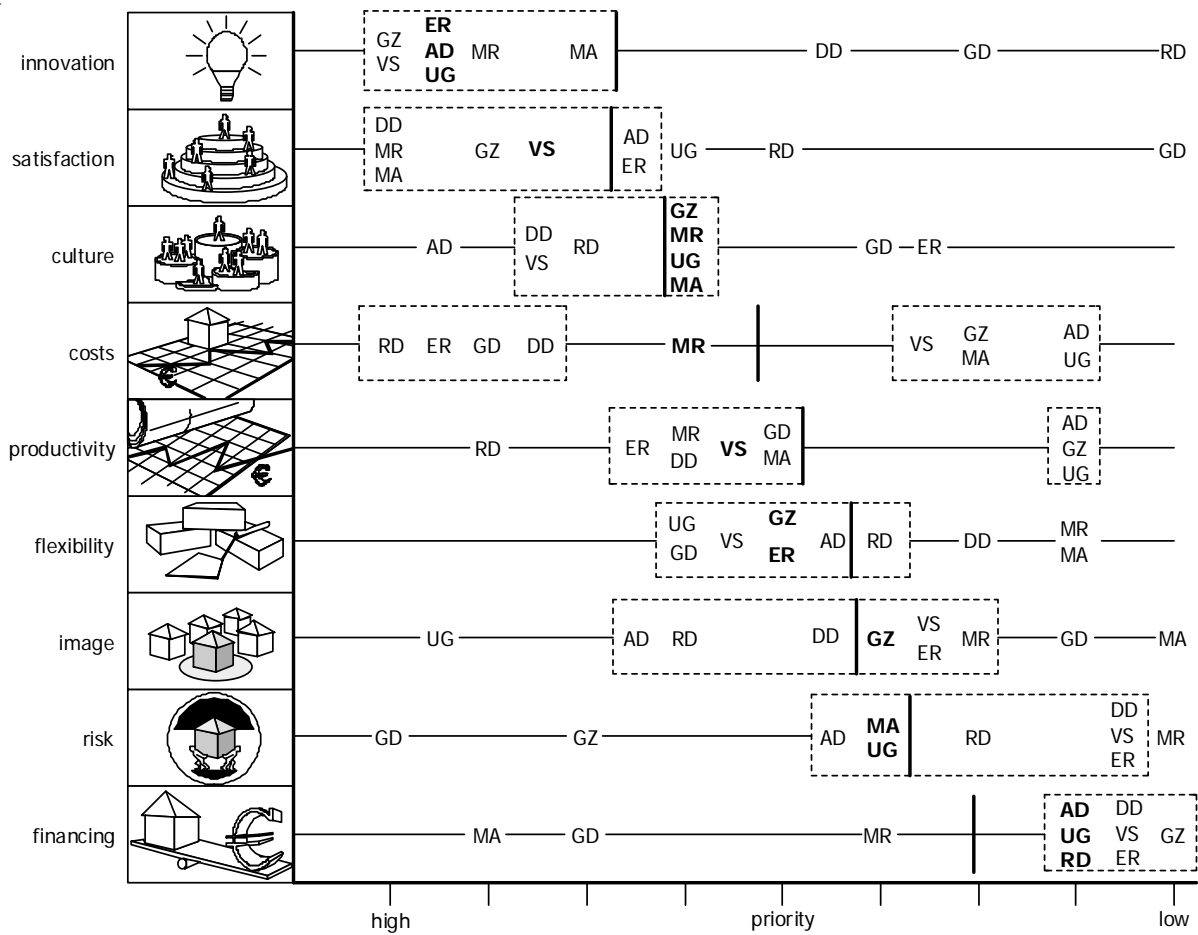 innovation
GZ
VS
ER
AD
UG
MR
MA
DD
GD
RD
satisfaction
DD
MR
MA
GZ
VS
AD
ER
UG
RD
GD
culture
AD
DD
VS
RD
GZ
MR
UG
MA
GD
ER
costs
RD
ER
GD
DD
MR
VS
GZ
MA
AD
UG
€
productivity
RD
ER
MR
DD
VS
GD
MA
AD
GZ
UG
€
flexibility
UG
GD
VS
GZ
ER
AD
RD
DD
MR
MA
image
UG
AD
RD
DD
GZ
VS
ER
MR
GD
MA
risk
GD
GZ
AD
MA
UG
RD
DD
VS
ER
MR
financing
€
MA
GD
MR
AD
UG
RD
DD
VS
ER
GZ
high
priority
low